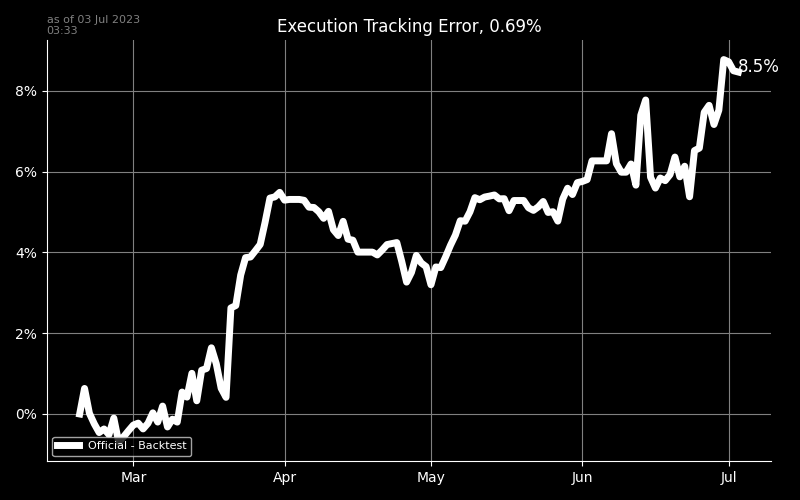 as of 03 Jul 2023
03:33
Execution Tracking Error, 0.69%
8.5%
8%
6%
4%
2%
0%
Official - Backtest
Mar Apr May Jun Jul